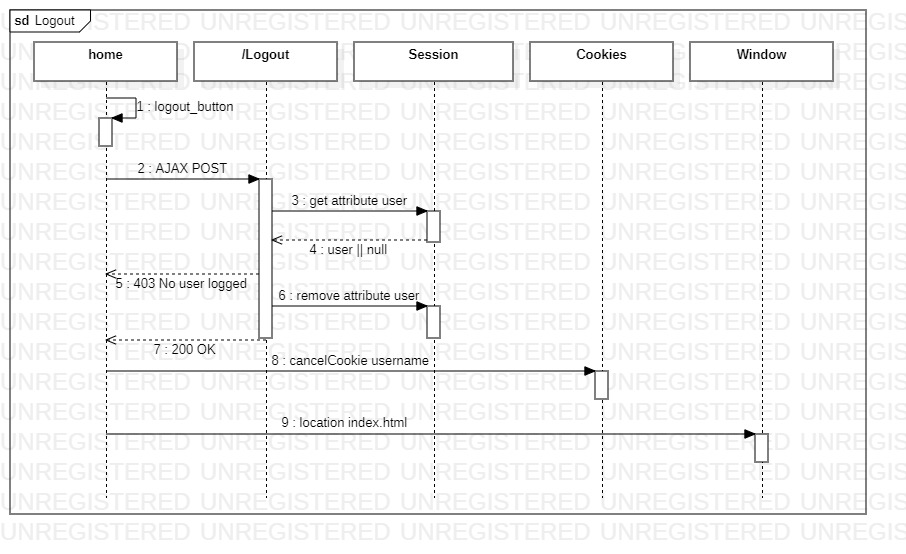 sd Logout
home
/Logout
Session
Cookies
Window
1 : logout_button
2 : AJAX POST
3 : get attribute user
4 : user || null
5 : 403 No user logged
6 : remove attribute user
7 : 200 OK
8 : cancelCookie username
9 : location index.html
UNREGISTERED UNREGISTERED UNREGISTERED UNREGISTERED UNREGISTERED